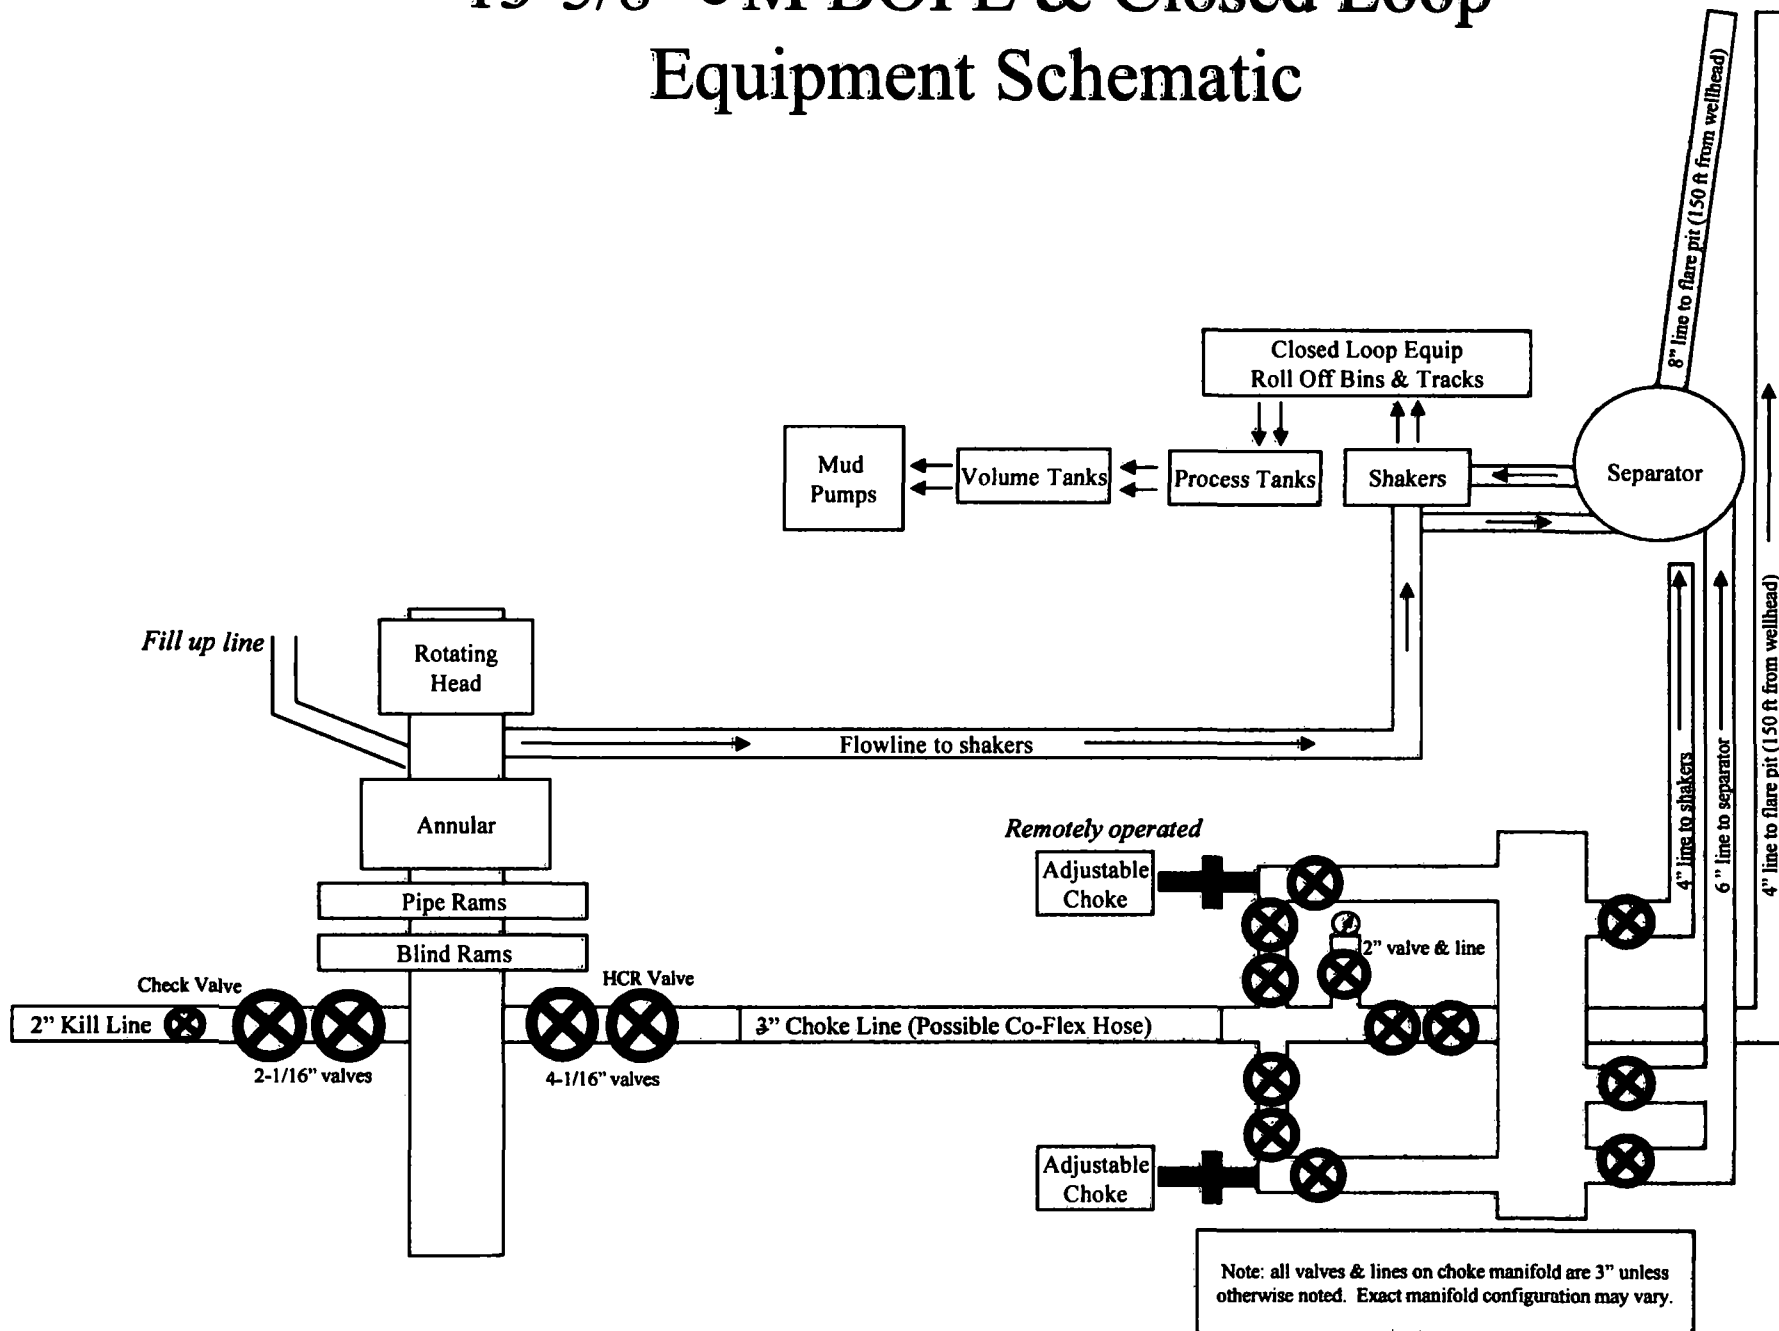 M BOPE & Closed Loop
Equipment Schematic
8" line to flare pit (150 ft from wellhead)
Closed Loop Equip
Roll Off Bins & Tracks
Mud
Pumps
Volume Tanks
Process Tanks
Shakers
Separator
Fill up line
Rotating
Head
Flowline to shakers
Annular
Pipe Rams
Blind Rams
Check Valve
HCR Valve
2" Kill Line
3" Choke Line (Possible Co-Flex Hose)
2-1/16" valves
4-1/16" valves
Remotely operated
Adjustable
Choke
2" valve & line
Adjustable
Choke
4" line to shakers
6" line to separator
4" line to flare pit (150 ft from wellhead)
Note: all valves & lines on choke manifold are 3" unless
otherwise noted. Exact manifold configuration may vary.